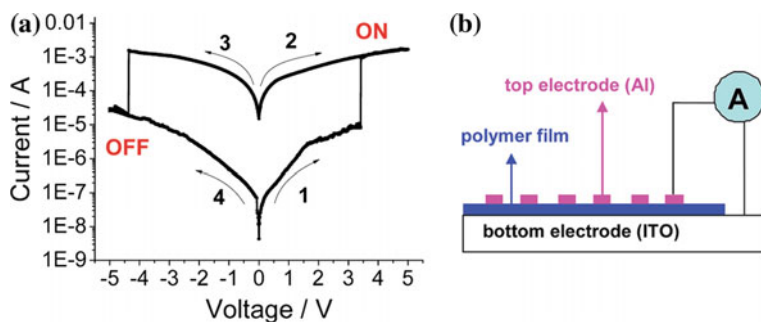 (a)
0.01
1E-3
1E-4
1E-5
1E-6
1E-7
1E-8
1E-9
Current / A
ON
OFF
3
2
4
1
-5 -4 -3 -2 -1 0 1 2 3 4 5
Voltage / V
(b)
top electrode (Al)
A
polymer film
bottom electrode (ITO)